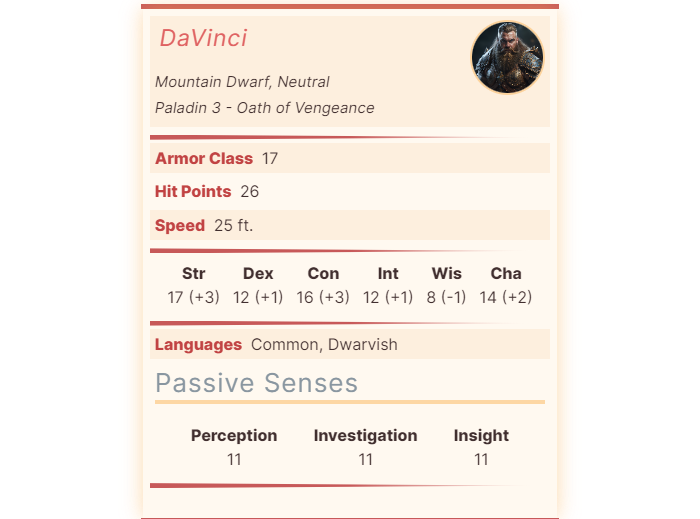 DaVinci
Mountain Dwarf, Neutral
Paladin 3 - Oath of Vengeance
Armor Class 17
Hit Points 26
Speed 25 ft.
Str Dex Con Int Wis Cha
17 (+3) 12 (+1) 16 (+3) 12 (+1) 8 (-1) 14 (+2)
Languages Common, Dwarvish
Passive Senses
Perception Investigation Insight
11 11 11